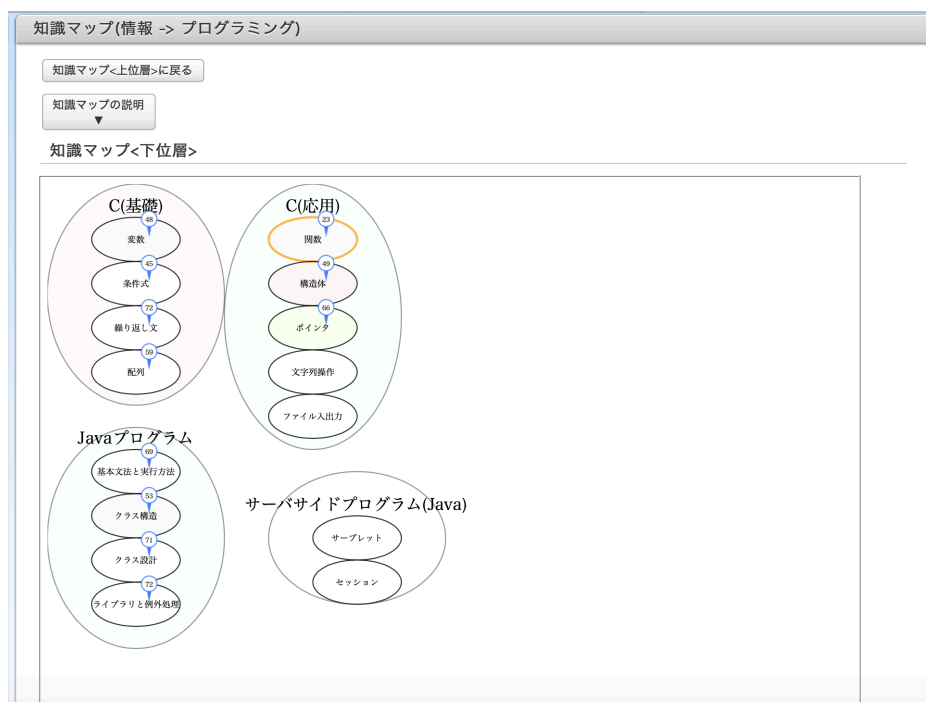 知識マップ(情報 -> プログラミング)
知識マップ<上位層>に戻る
知識マップの説明
▼
知識マップ<下位層>
C(基礎)
48
変数
45
条件式
72
繰り返し文
59
配列
C(応用)
23
関数
49
構造体
66
ポインタ
文字列操作
ファイル入出力
Javaプログラム
69
基本文法と実行方法
53
クラス構造
71
クラス設計
72
ライブラリと例外処理
サーバサイドプログラム(Java)
サーブレット
セッション